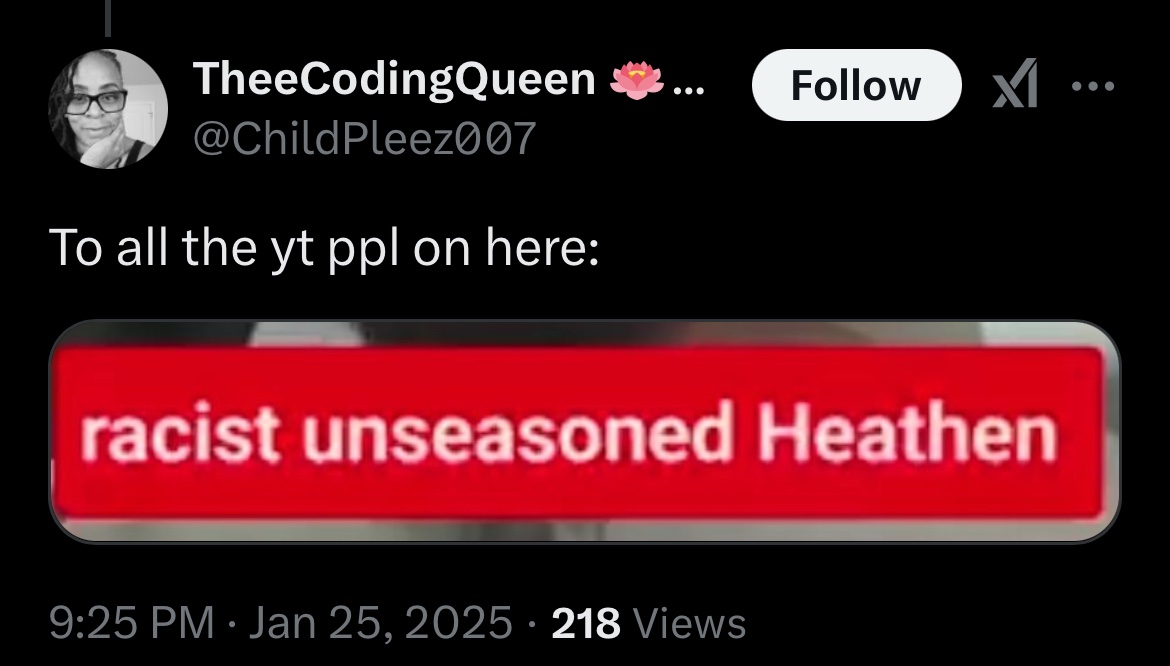 TheeCodingQueen 🪷...
Follow
@ChildPleez007
To all the yt ppl on here:
racist unseasoned Heathen
9:25 PM · Jan 25, 2025 · 218 Views